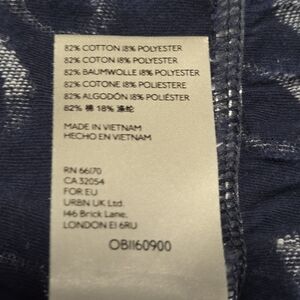 82% COTTON 18% POLYESTER
82% COTON 18% POLYESTER
82% BAUMWOLLE 18% POLYESTER
82% COTONE 18% POLIESTERE
82% ALGODÓN 18% POLIÉSTER
82% 棉 18% 涤纶
MADE IN VIETNAM
HECHO EN VIETNAM
RN 66170
CA 32054
FOR EU
URBN UK Ltd.
146 Brick Lane,
LONDON E1 6RU
OB1160900